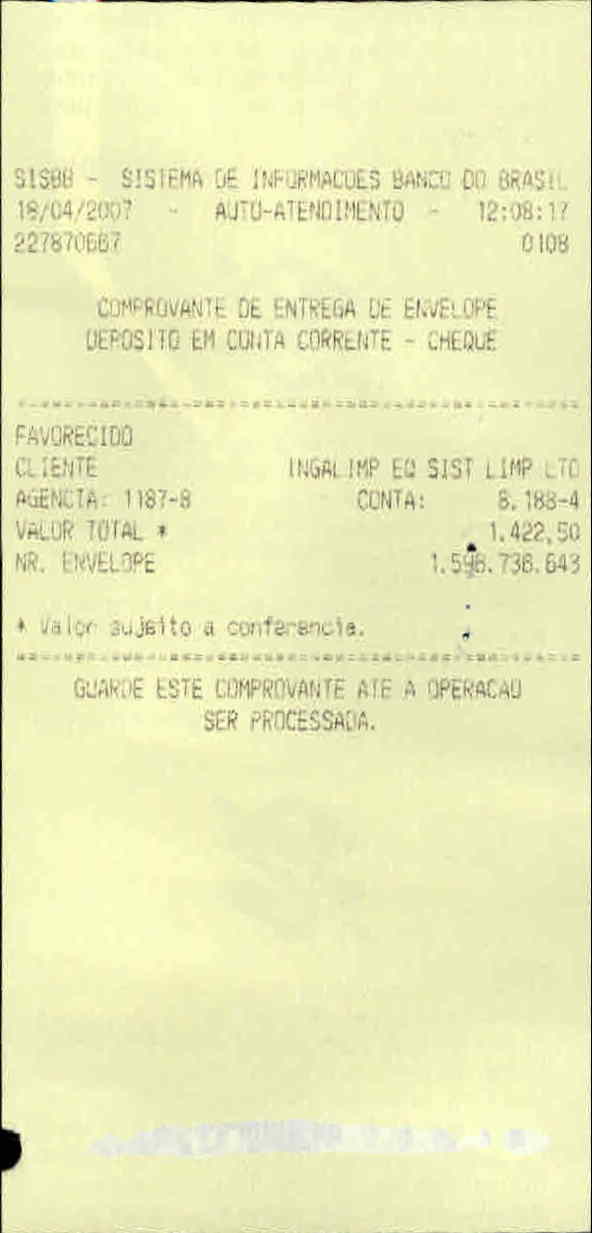 SISBB - SISTEMA DE INFORMACOES BANCO DO BRASIL
18/04/2007 - AUTO-ATENDIMENTO - 12:08:17
227870667 0108
COMPROVANTE DE ENTREGA DE ENVELOPE
DEPOSITO EM CONTA CORRENTE - CHEQUE
FAVORECIDO
CLIENTE INGALIMP EQ SIST LIMP LTD
AGENCIA: 1187-8 CONTA: 8.188-4
VALOR TOTAL * 1.422,50
NR. ENVELOPE 1.598.738.643
* Valor sujeito a conferencia.
GUARDE ESTE COMPROVANTE ATE A OPERACAO
SER PROCESSADA.